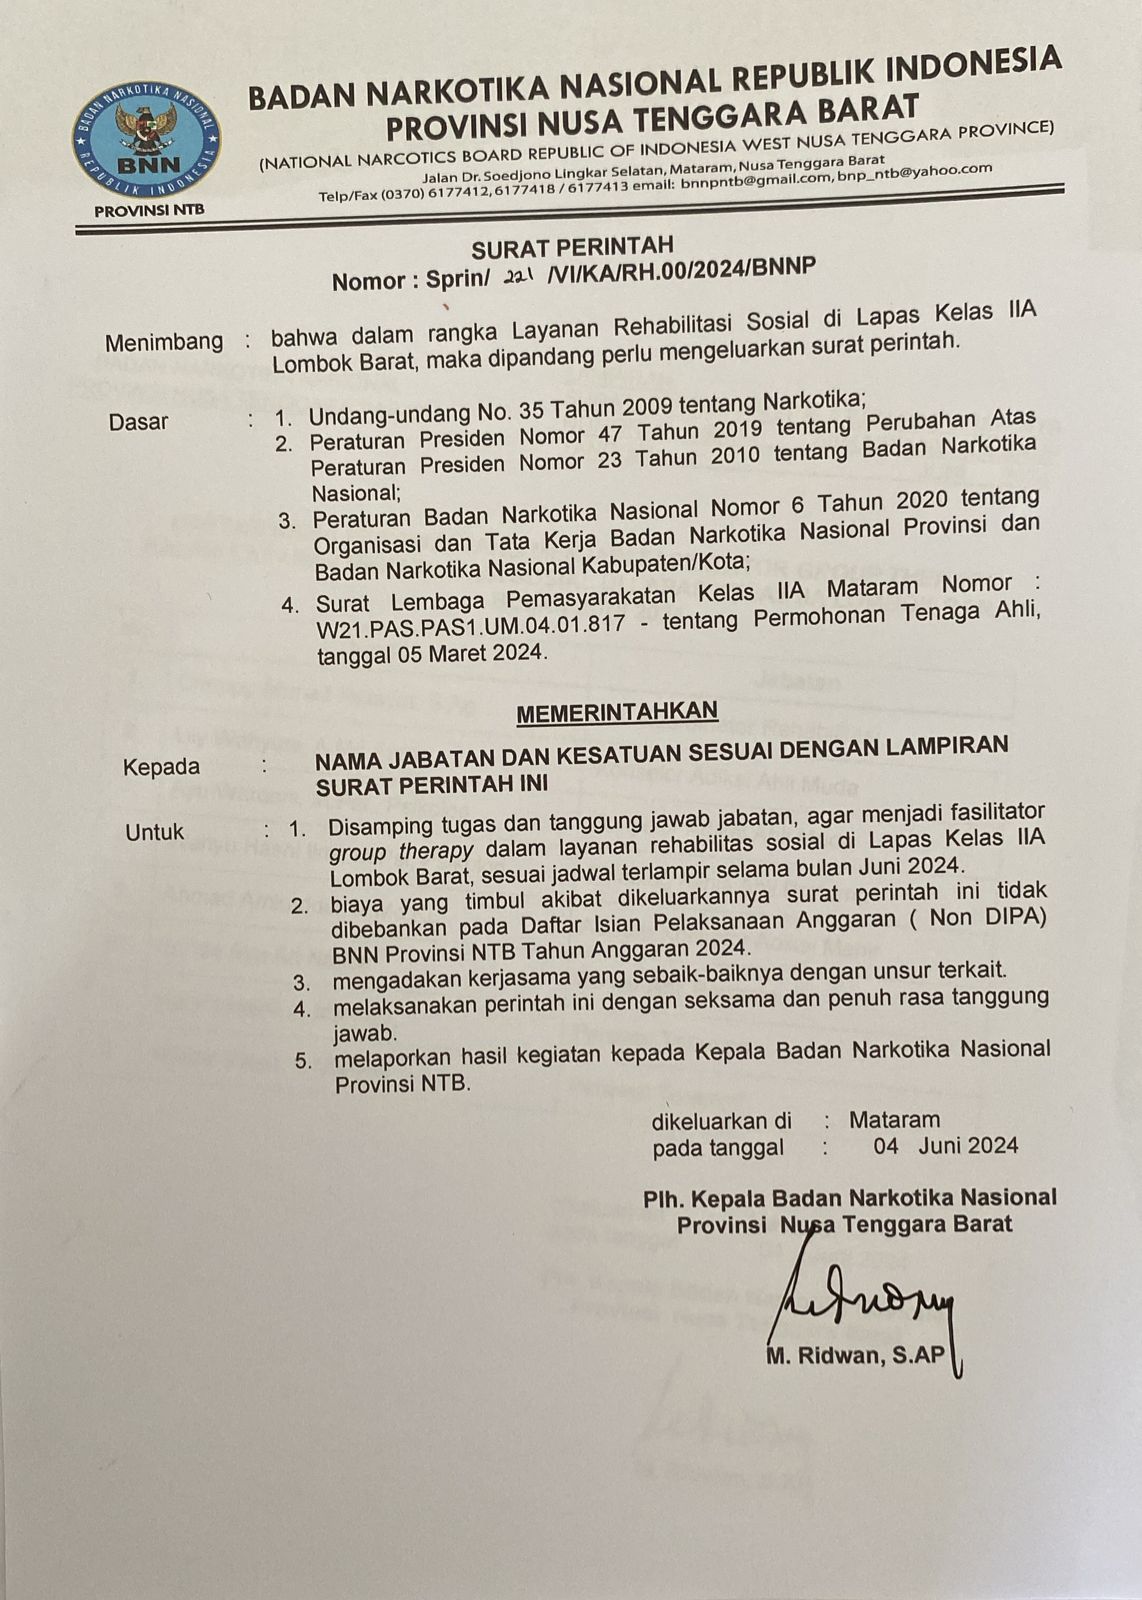 BADAN NARKOTIKA NASIONAL
REPUBLIK INDONESIA
BNN
PROVINSI NTB
BADAN NARKOTIKA NASIONAL REPUBLIK INDONESIA
PROVINSI NUSA TENGGARA BARAT
(NATIONAL NARCOTICS BOARD REPUBLIC OF INDONESIA WEST NUSA TENGGARA PROVINCE)
Jalan Dr. Soedjono Lingkar Selatan, Mataram, Nusa Tenggara Barat
Telp/Fax (0370) 6177412, 6177418 / 6177413 email: bnnpntb@gmail.com, bnp_ntb@yahoo.com
SURAT PERINTAH
Nomor : Sprin/ 221 /VI/KA/RH.00/2024/BNNP
Menimbang : bahwa dalam rangka Layanan Rehabilitasi Sosial di Lapas Kelas IIA
Lombok Barat, maka dipandang perlu mengeluarkan surat perintah.
Dasar : 1. Undang-undang No. 35 Tahun 2009 tentang Narkotika;
2. Peraturan Presiden Nomor 47 Tahun 2019 tentang Perubahan Atas
Peraturan Presiden Nomor 23 Tahun 2010 tentang Badan Narkotika
Nasional;
3. Peraturan Badan Narkotika Nasional Nomor 6 Tahun 2020 tentang
Organisasi dan Tata Kerja Badan Narkotika Nasional Provinsi dan
Badan Narkotika Nasional Kabupaten/Kota;
4. Surat Lembaga Pemasyarakatan Kelas IIA Mataram Nomor :
W21.PAS.PAS1.UM.04.01.817 - tentang Permohonan Tenaga Ahli,
tanggal 05 Maret 2024.
MEMERINTAHKAN
Kepada : NAMA JABATAN DAN KESATUAN SESUAI DENGAN LAMPIRAN
SURAT PERINTAH INI
Untuk : 1. Disamping tugas dan tanggung jawab jabatan, agar menjadi fasilitator
group therapy dalam layanan rehabilitas sosial di Lapas Kelas IIA
Lombok Barat, sesuai jadwal terlampir selama bulan Juni 2024.
2. biaya yang timbul akibat dikeluarkannya surat perintah ini tidak
dibebankan pada Daftar Isian Pelaksanaan Anggaran ( Non DIPA)
BNN Provinsi NTB Tahun Anggaran 2024.
3. mengadakan kerjasama yang sebaik-baiknya dengan unsur terkait.
4. melaksanakan perintah ini dengan seksama dan penuh rasa tanggung
jawab.
5. melaporkan hasil kegiatan kepada Kepala Badan Narkotika Nasional
Provinsi NTB.
dikeluarkan di : Mataram
pada tanggal : 04 Juni 2024
Plh. Kepala Badan Narkotika Nasional
Provinsi Nusa Tenggara Barat
M. Ridwan, S.AP